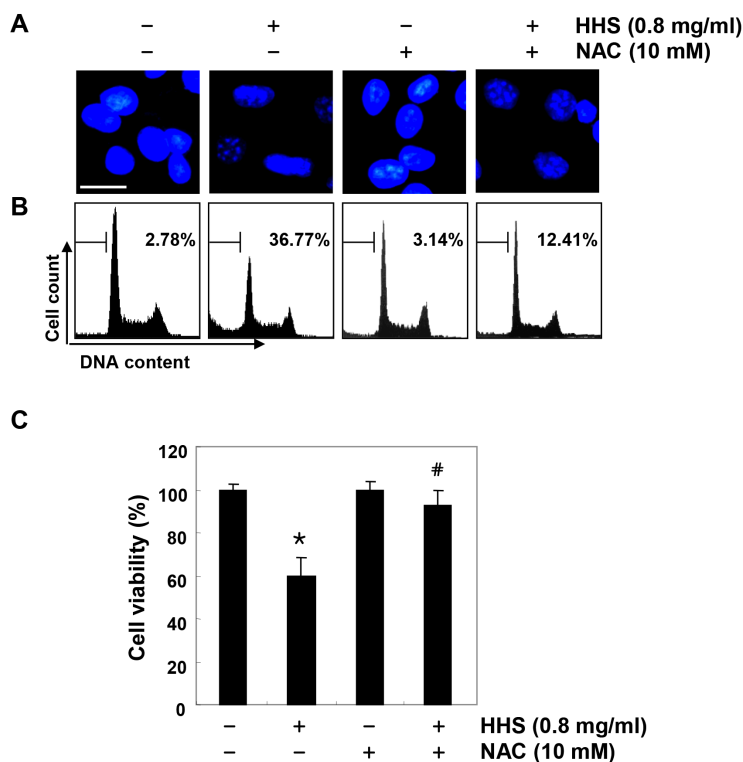 A
− + − + HHS (0.8 mg/ml)
− − + + NAC (10 mM)
B
2.78% 36.77% 3.14% 12.41%
Cell count
DNA content
C
120
100
80
60
40
20
0
Cell viability (%)
*
#
− + − + HHS (0.8 mg/ml)
− − + + NAC (10 mM)